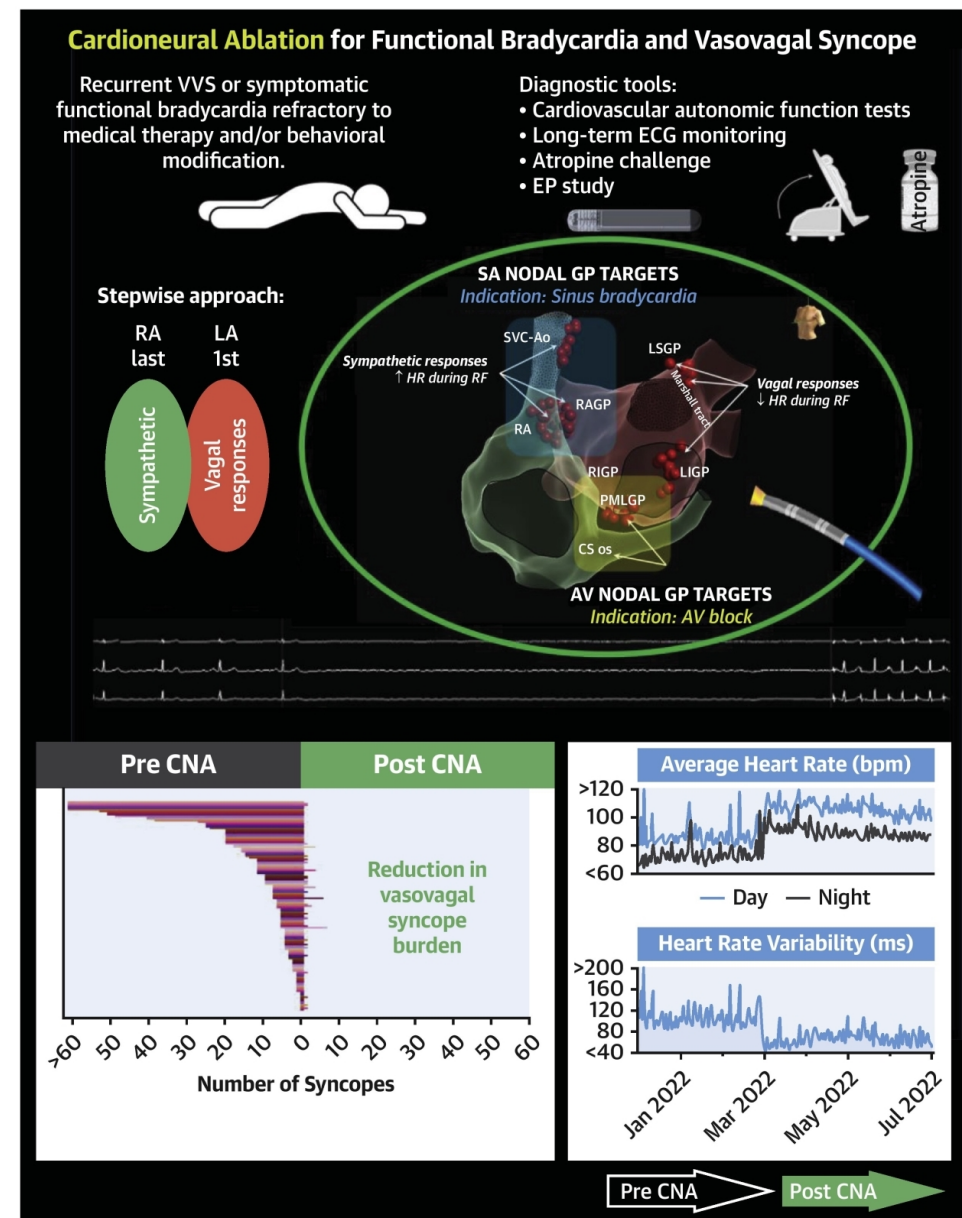 Cardioneural Ablation for Functional Bradycardia and Vasovagal Syncope
Recurrent VVS or symptomatic
functional bradycardia refractory to
medical therapy and/or behavioral
modification.
Diagnostic tools:
• Cardiovascular autonomic function tests
• Long-term ECG monitoring
• Atropine challenge
• EP study
Atropine
Stepwise approach:
RA
last
LA
1st
Sympathetic
Vagal
responses
SA NODAL GP TARGETS
Indication: Sinus bradycardia
SVC-Ao
Sympathetic responses
↑ HR during RF
RAGP
RA
LSGP
Marshall tract
Vagal responses
↓ HR during RF
RIGP
LIGP
PMLGP
CS os
AV NODAL GP TARGETS
Indication: AV block
Pre CNA
Post CNA
Reduction in
vasovagal
syncope
burden
>60
50
40
30
20
10
0
10
20
30
40
50
60
Number of Syncopes
Average Heart Rate (bpm)
>120
100
80
<60
Day
Night
Heart Rate Variability (ms)
>200
160
120
80
<40
Jan 2022
Mar 2022
May 2022
Jul 2022
Pre CNA
Post CNA